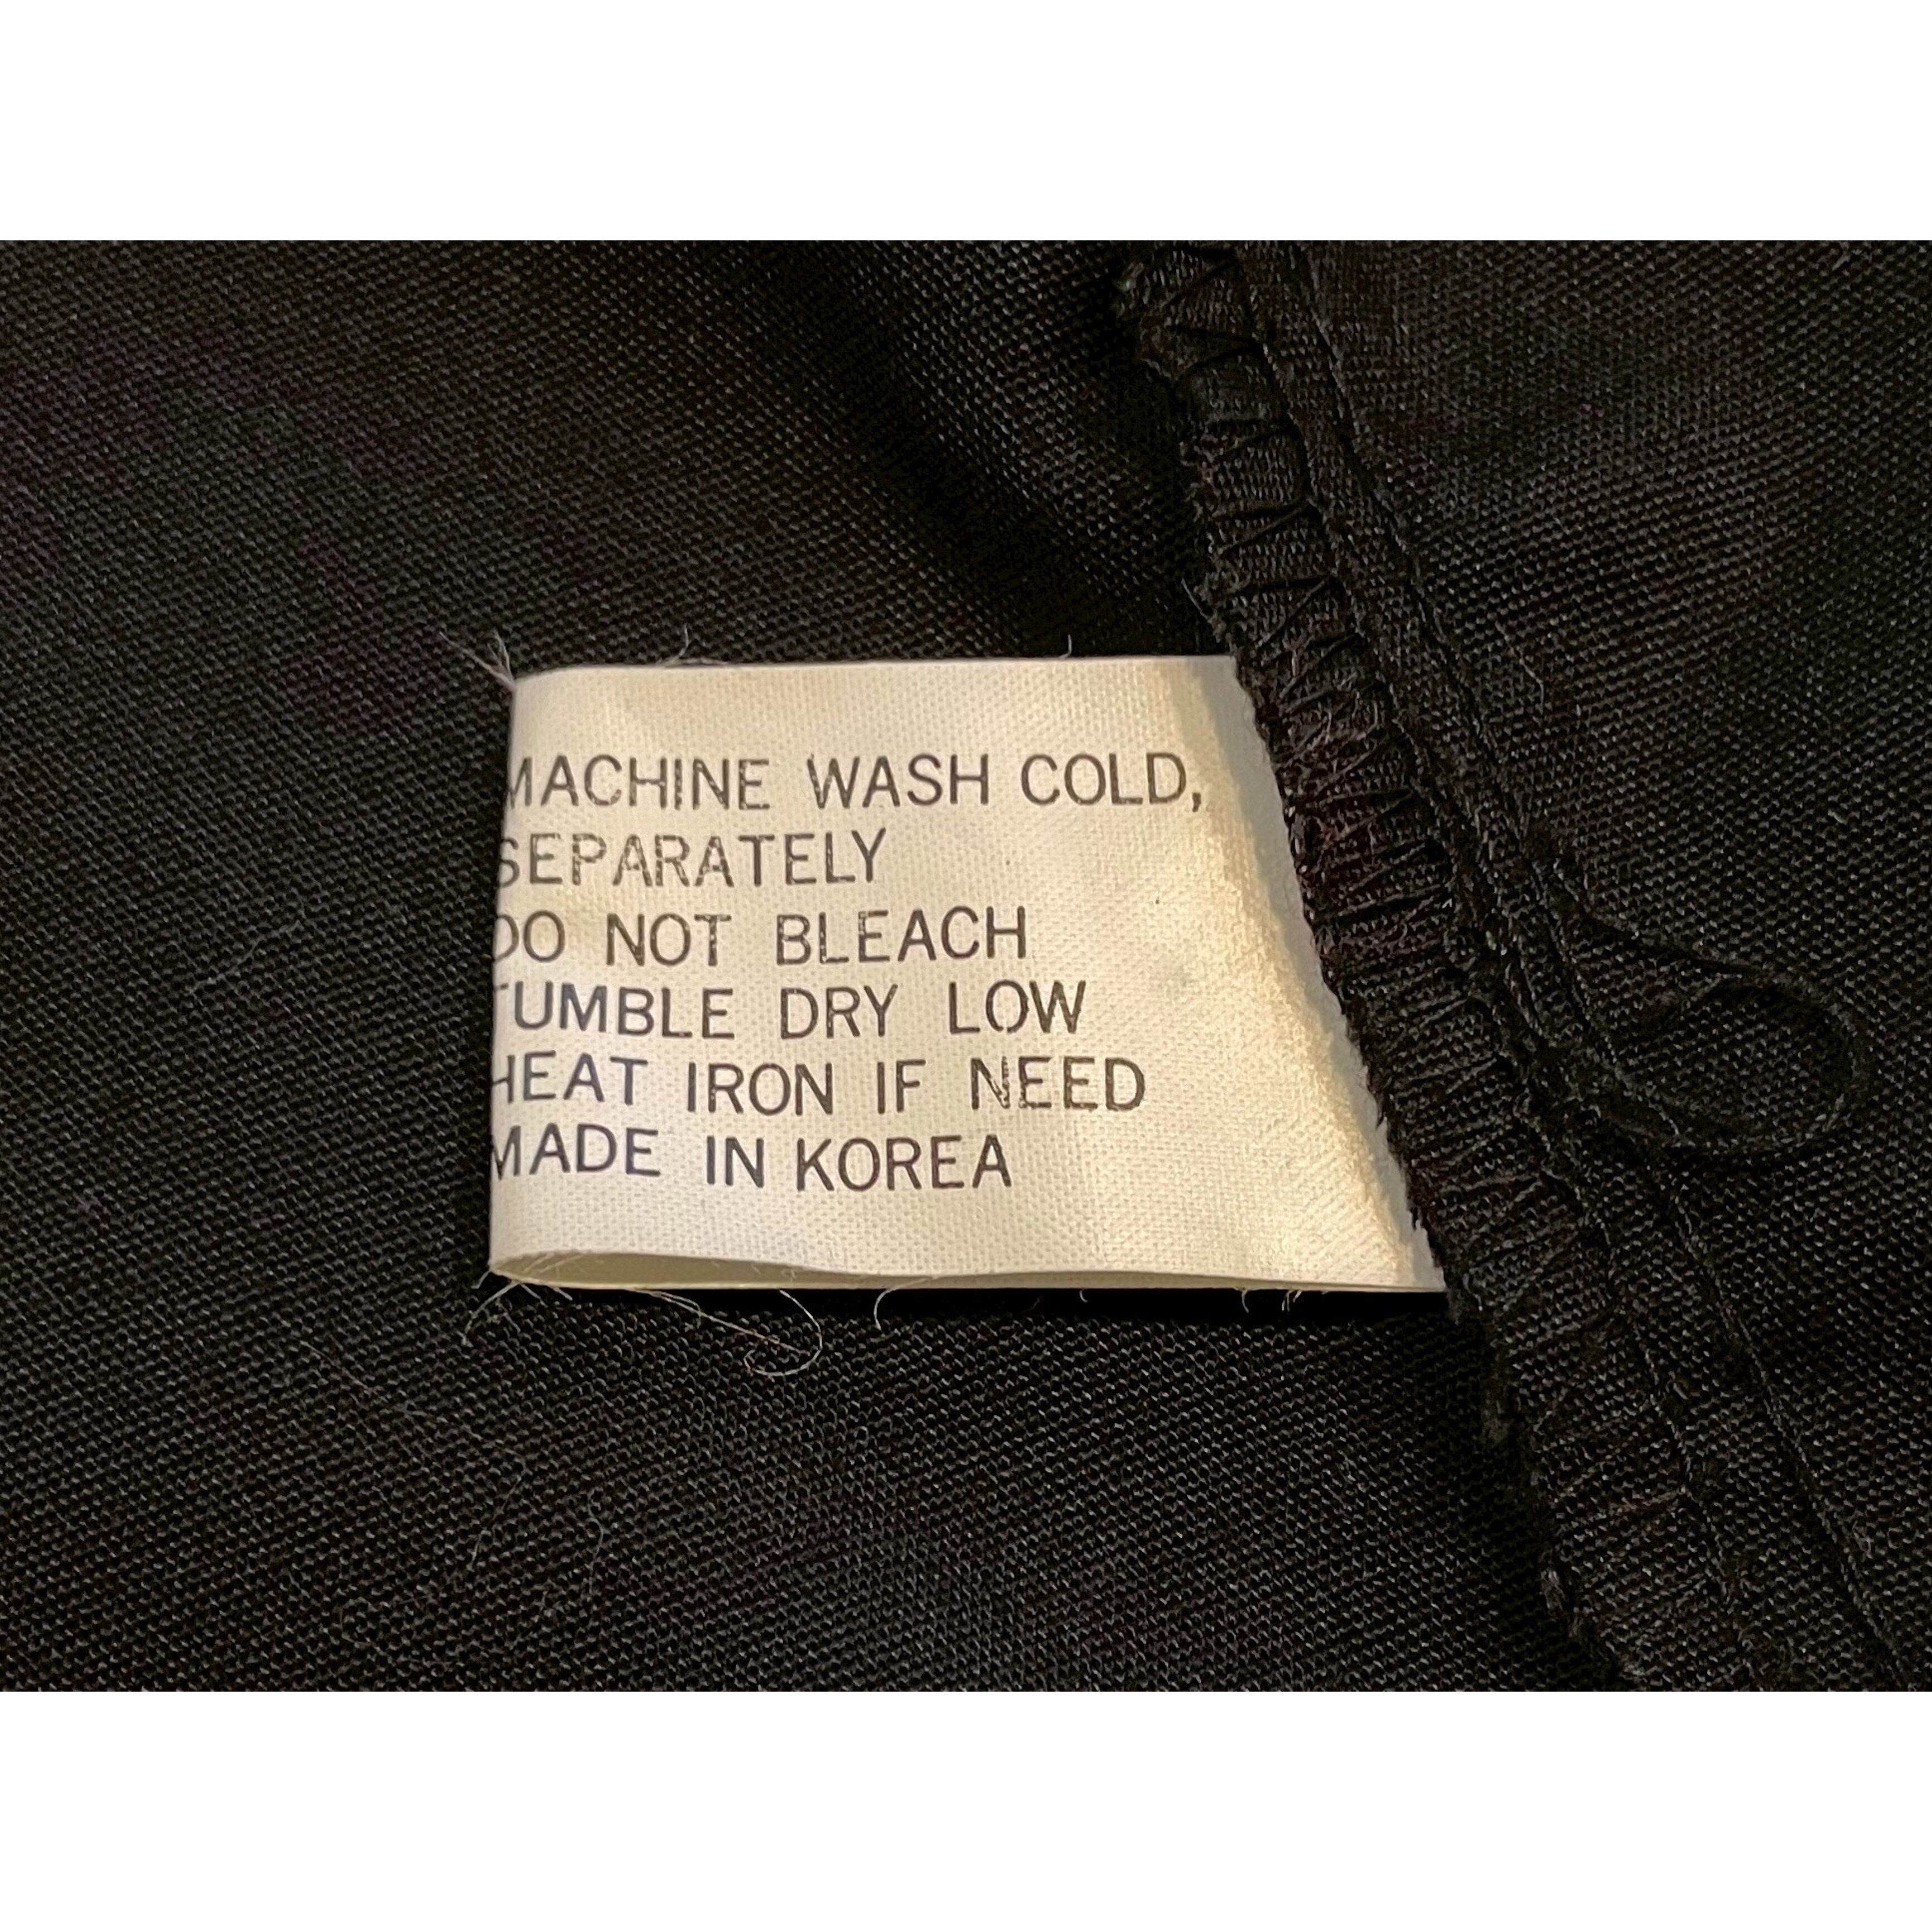 MACHINE WASH COLD,
SEPARATELY
DO NOT BLEACH
TUMBLE DRY LOW
HEAT IRON IF NEED
MADE IN KOREA